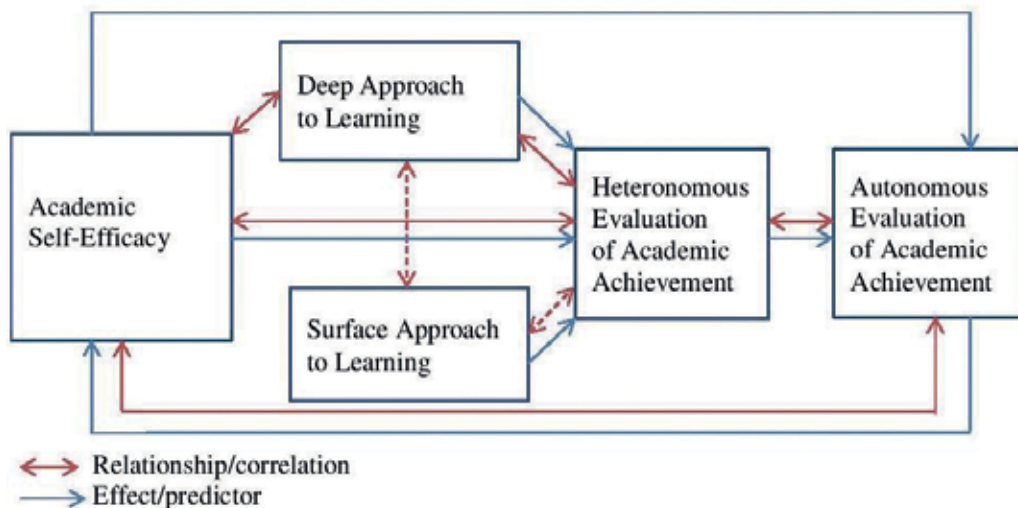 Deep Approach
to Learning
Academic
Self-Efficacy
Heteronomous
Evaluation
of Academic
Achievement
Autonomous
Evaluation
of Academic
Achievement
Surface Approach
to Learning
Relationship/correlation
Effect/predictor